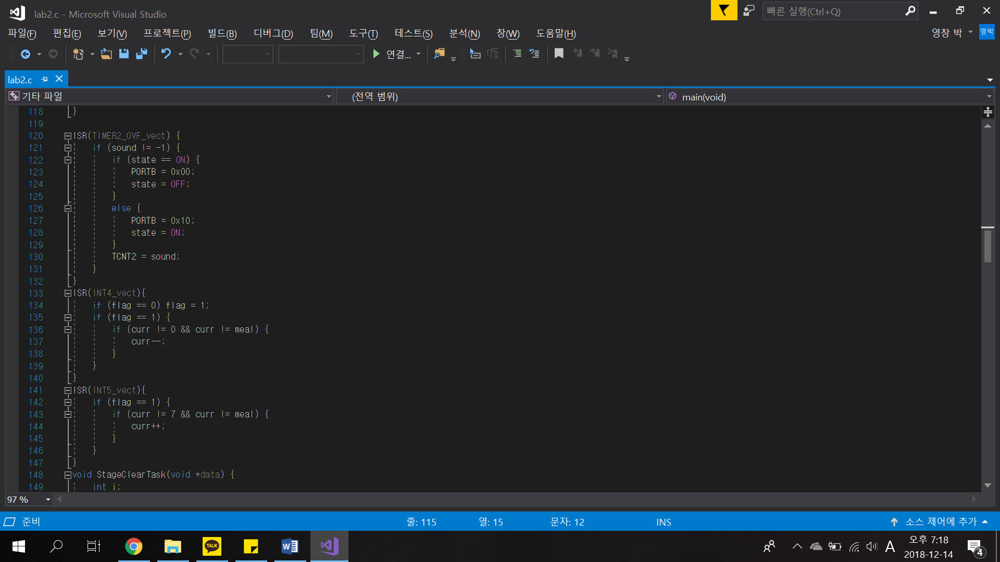 lab2.c - Microsoft Visual Studio
빠른 실행(Ctrl+Q)
파일(F) 편집(E) 보기(V) 프로젝트(P) 빌드(B) 디버그(D) 팀(M) 도구(T) 테스트(S) 분석(N) 창(W) 도움말(H)
영창 박
영박
연결...
lab2.c
기타 파일
(전역 범위)
main(void)
118 }
119
120 ISR(TIMER2_OVF_vect) {
121 if (sound != -1) {
122 if (state == ON) {
123 PORTB = 0x00;
124 state = OFF;
125 }
126 else {
127 PORTB = 0x10;
128 state = ON;
129 }
130 TCNT2 = sound;
131 }
132 }
133 ISR(INT4_vect){
134 if (flag == 0) flag = 1;
135 if (flag == 1) {
136 if (curr != 0 && curr != meal) {
137 curr--;
138 }
139 }
140 }
141 ISR(INT5_vect){
142 if (flag == 1) {
143 if (curr != 7 && curr != meal) {
144 curr++;
145 }
146 }
147 }
148 void StageClearTask(void *data) {
149 int i;
97 %
준비
줄: 115
열: 15
문자: 12
INS
소스 제어에 추가
TALK
A
오후 7:18
2018-12-14
4